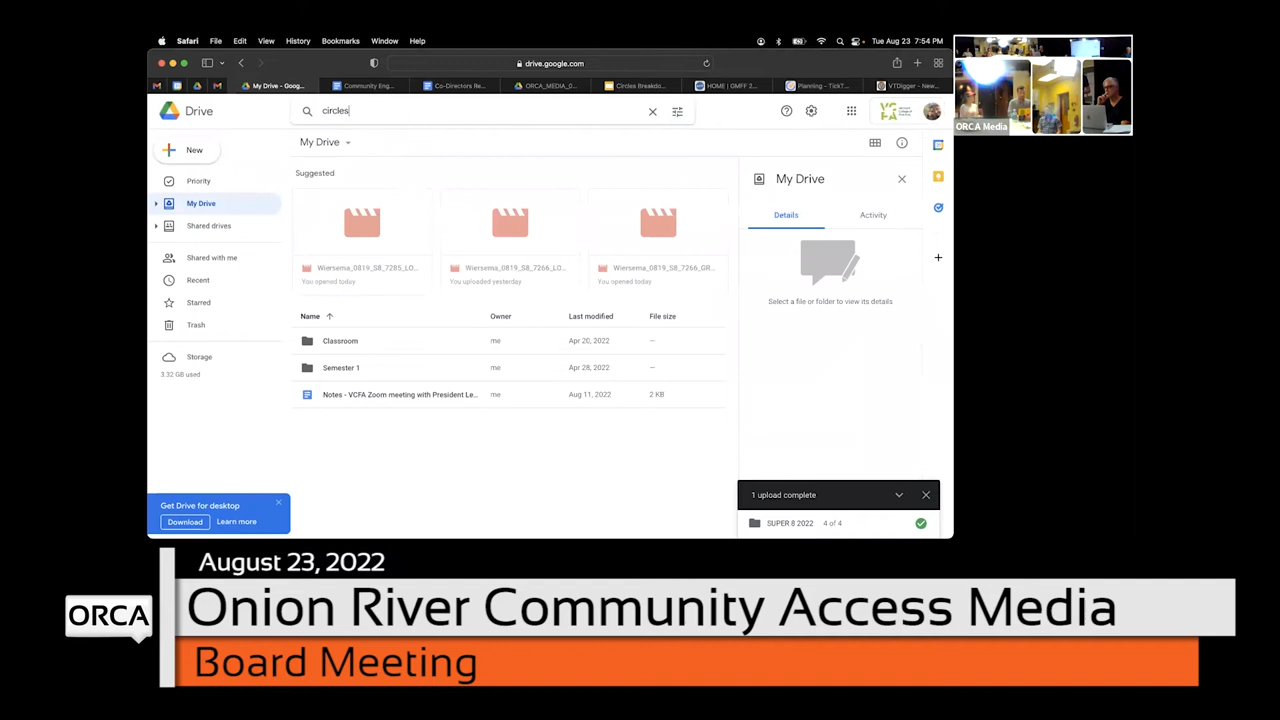 Safari File Edit View History Bookmarks Window Help Tue Aug 23 7:54 PM
drive.google.com
My Drive - Goog... Community Eng... Co-Directors Re... ORCA_MEDIA_0... Circles Breakdo... HOME | GMFF 2... Planning - TickT... VTDigger - New...
Drive
circles
VCFA
New
Priority
My Drive
Shared drives
Shared with me
Recent
Starred
Trash
Storage
3.32 GB used
Get Drive for desktop
Download Learn more
My Drive
Suggested
Wiersema_0819_S8_7285_LO...
You opened today
Wiersema_0819_S8_7266_LO...
You uploaded yesterday
Wiersema_0819_S8_7266_GR...
You opened today
Name Owner Last modified File size
Classroom me Apr 20, 2022 —
Semester 1 me Apr 28, 2022 —
Notes - VCFA Zoom meeting with President Le... me Aug 11, 2022 2 KB
My Drive
Details Activity
Select a file or folder to view its details
1 upload complete
SUPER 8 2022 4 of 4
ORCA Media
August 23, 2022
ORCA
Onion River Community Access Media
Board Meeting